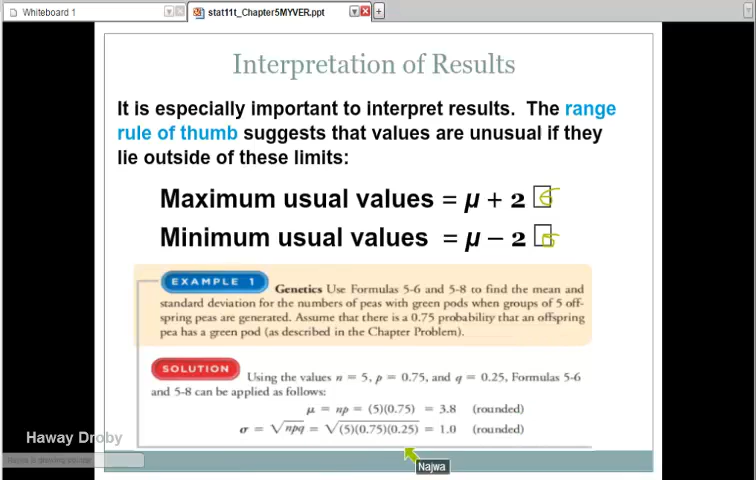 Whiteboard 1
stat11t_Chapter5MYVER.ppt
Interpretation of Results
It is especially important to interpret results. The range
rule of thumb suggests that values are unusual if they
lie outside of these limits:
Maximum usual values = μ + 2 σ
Minimum usual values = μ – 2 σ
EXAMPLE 1 Genetics Use Formulas 5-6 and 5-8 to find the mean and
standard deviation for the numbers of peas with green pods when groups of 5 off-
spring peas are generated. Assume that there is a 0.75 probability that an offspring
pea has a green pod (as described in the Chapter Problem).
SOLUTION Using the values n = 5, p = 0.75, and q = 0.25, Formulas 5-6
and 5-8 can be applied as follows:
μ = np = (5)(0.75) = 3.8 (rounded)
σ = √npq = √(5)(0.75)(0.25) = 1.0 (rounded)
Haway Droby
Najwa